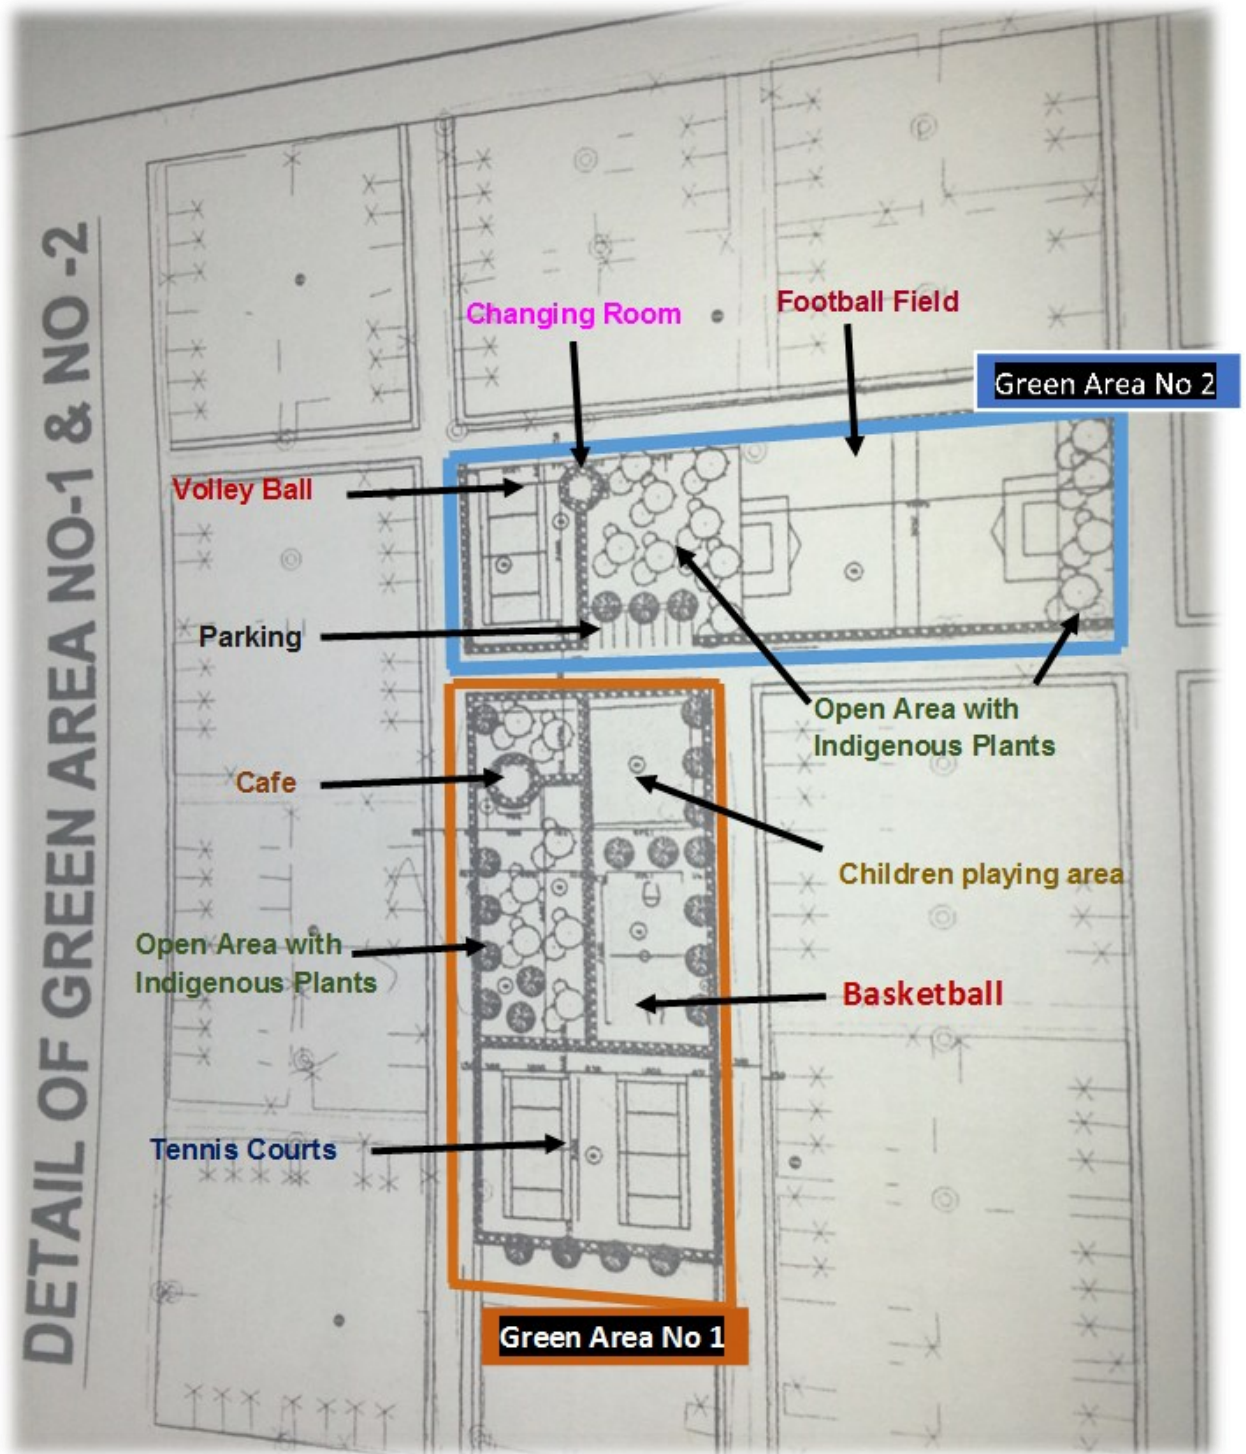 DETAIL OF GREEN AREA NO-1 & NO -2
Changing Room
Football Field
Green Area No 2
Volley Ball
Parking
Open Area with
Indigenous Plants
Cafe
Children playing area
Open Area with
Indigenous Plants
Basketball
Tennis Courts
Green Area No 1